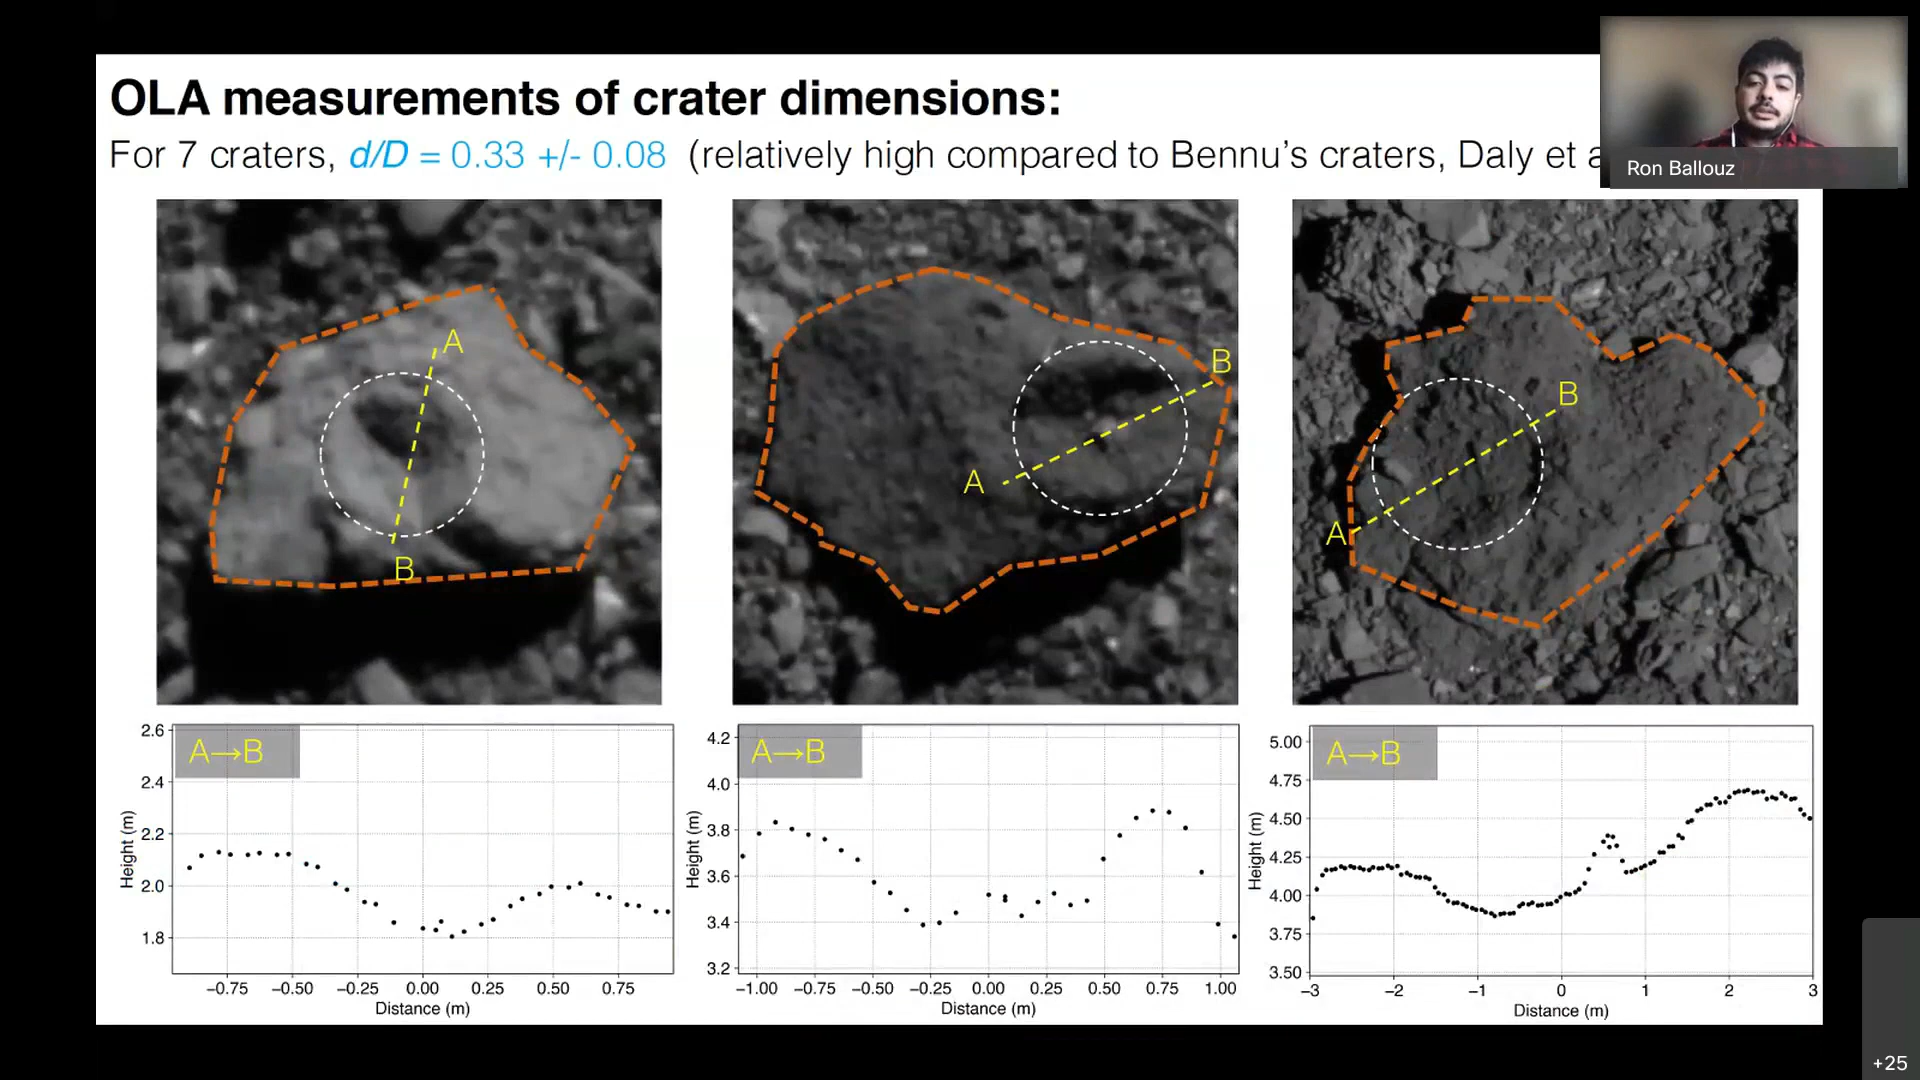 OLA measurements of crater dimensions:
For 7 craters, d/D = 0.33 +/- 0.08 (relatively high compared to Bennu's craters, Daly et
Ron Ballouz
A
B
A
B
A
B
A→B
2.6
2.4
2.2
2.0
1.8
Height (m)
−0.75 −0.50 −0.25 0.00 0.25 0.50 0.75
Distance (m)
A→B
4.2
4.0
3.8
3.6
3.4
3.2
Height (m)
−1.00 −0.75 −0.50 −0.25 0.00 0.25 0.50 0.75 1.00
Distance (m)
A→B
5.00
4.75
4.50
4.25
4.00
3.75
3.50
Height (m)
−3 −2 −1 0 1 2 3
Distance (m)
+25